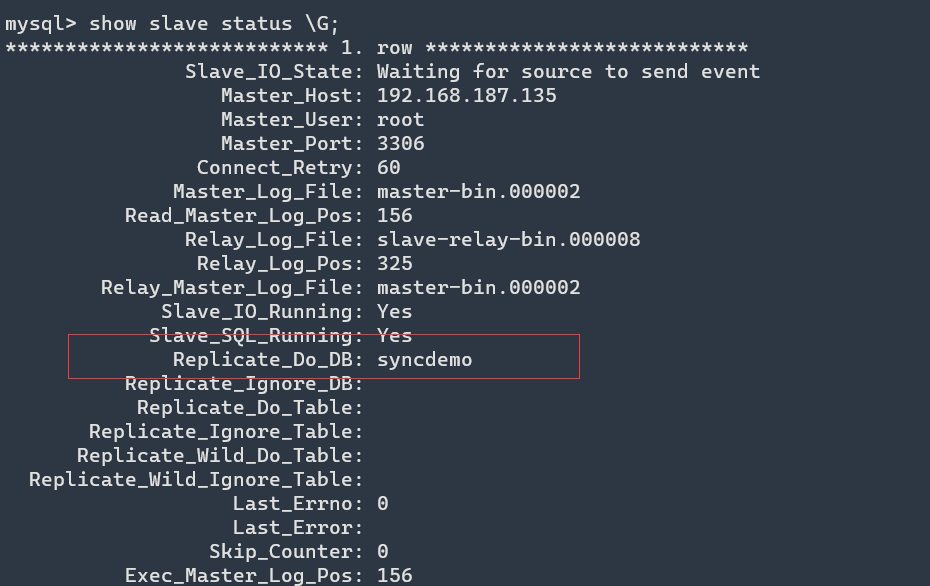 mysql> show slave status \G;
*************************** 1. row ***************************
Slave_IO_State: Waiting for source to send event
Master_Host: 192.168.187.135
Master_User: root
Master_Port: 3306
Connect_Retry: 60
Master_Log_File: master-bin.000002
Read_Master_Log_Pos: 156
Relay_Log_File: slave-relay-bin.000008
Relay_Log_Pos: 325
Relay_Master_Log_File: master-bin.000002
Slave_IO_Running: Yes
Slave_SQL_Running: Yes
Replicate_Do_DB: syncdemo
Replicate_Ignore_DB:
Replicate_Do_Table:
Replicate_Ignore_Table:
Replicate_Wild_Do_Table:
Replicate_Wild_Ignore_Table:
Last_Errno: 0
Last_Error:
Skip_Counter: 0
Exec_Master_Log_Pos: 156